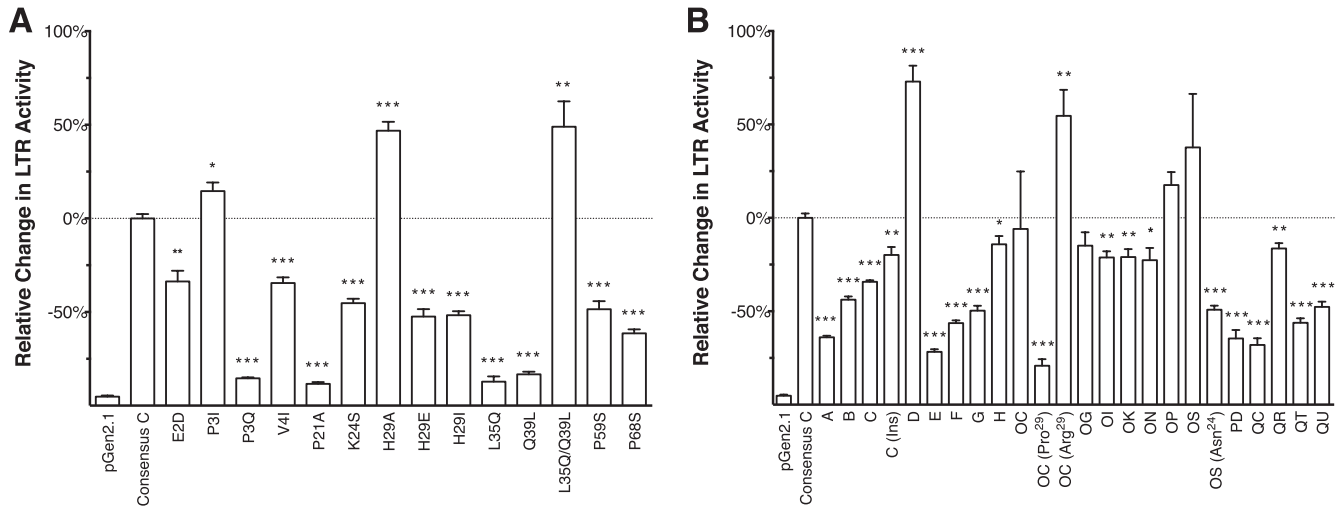 A
Relative Change in LTR Activity
100%
50%
0%
-50%
**
*
***
***
***
***
***
***
***
***
***
**
***
***
pGen2.1
Consensus C
E2D
P3I
P3Q
V4I
P21A
K24S
H29A
H29E
H29I
L35Q
Q39L
L35Q/Q39L
P59S
P68S
B
Relative Change in LTR Activity
100%
50%
0%
-50%
***
***
***
**
***
***
***
***
*
***
**
**
**
*
***
***
***
**
***
***
pGen2.1
Consensus C
A
B
C
C (Ins)
D
E
F
G
H
OC
OC (Pro29)
OC (Arg29)
OG
OI
OK
ON
OP
OS
OS (Asn24)
PD
QC
QR
QT
QU